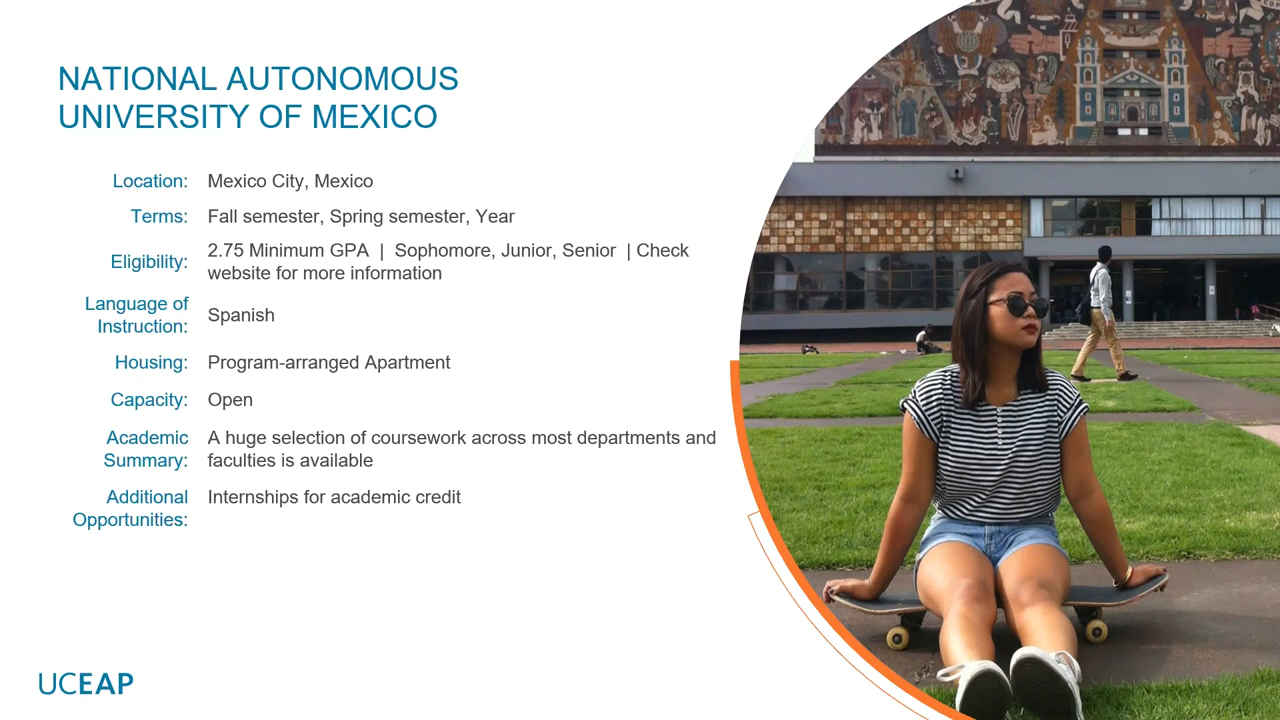 NATIONAL AUTONOMOUS
UNIVERSITY OF MEXICO
Location: Mexico City, Mexico
Terms: Fall semester, Spring semester, Year
Eligibility: 2.75 Minimum GPA | Sophomore, Junior, Senior | Check
website for more information
Language of
Instruction: Spanish
Housing: Program-arranged Apartment
Capacity: Open
Academic
Summary: A huge selection of coursework across most departments and
faculties is available
Additional
Opportunities: Internships for academic credit
UCEAP